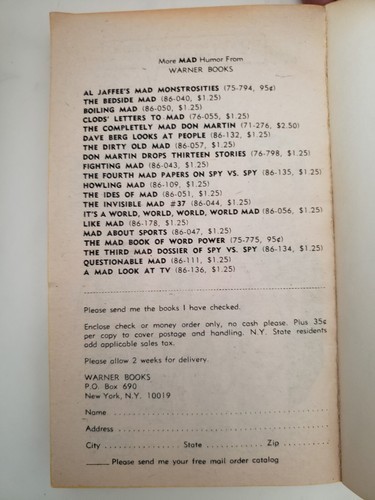 More MAD Humor From
WARNER BOOKS
AL JAFFEE'S MAD MONSTROSITIES (75-794, 95¢)
THE BEDSIDE MAD (86-040, $1.25)
BOILING MAD (86-050, $1.25)
CLODS' LETTERS TO MAD (76-055, $1.25)
THE COMPLETELY MAD DON MARTIN (71-276, $2.50)
DAVE BERG LOOKS AT PEOPLE (86-132, $1.25)
THE DIRTY OLD MAD (86-057, $1.25)
DON MARTIN DROPS THIRTEEN STORIES (76-798, $1.25)
FIGHTING MAD (86-043, $1.25)
THE FOURTH MAD PAPERS ON SPY VS. SPY (86-135, $1.25)
HOWLING MAD (86-109, $1.25)
THE IDES OF MAD (86-051, $1.25)
THE INVISIBLE MAD #37 (86-044, $1.25)
IT'S A WORLD, WORLD, WORLD, WORLD MAD (86-056, $1.25)
LIKE MAD (86-178, $1.25)
MAD ABOUT SPORTS (86-047, $1.25)
THE MAD BOOK OF WORD POWER (75-775, 95¢)
THE THIRD MAD DOSSIER OF SPY VS. SPY (86-134, $1.25)
QUESTIONABLE MAD (86-111, $1.25)
A MAD LOOK AT TV (86-136, $1.25)
Please send me the books I have checked.
Enclose check or money order only, no cash please. Plus 35¢
per copy to cover postage and handling. N.Y. State residents
add applicable sales tax.
Please allow 2 weeks for delivery.
WARNER BOOKS
P.O. Box 690
New York, N.Y. 10019
Name
Address
City State Zip
Please send me your free mail order catalog